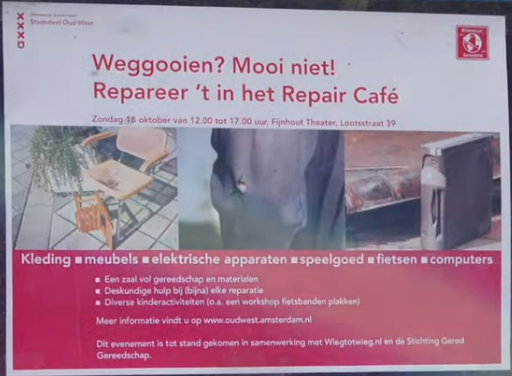 Stadsdeel Oud-West
Weggooien? Mooi niet!
Repareer 't in het Repair Café
Zondag 18 oktober van 12.00 tot 17.00 uur, Fijnhout Theater, Lootsstraat 39
Kleding ■ meubels ■ elektrische apparaten ■ speelgoed ■ fietsen ■ computers
■ Een zaal vol gereedschap en materialen
■ Deskundige hulp bij (bijna) elke reparatie
■ Diverse kinderactiviteiten (o.a. een workshop fietsbanden plakken)
Meer informatie vindt u op www.oudwest.amsterdam.nl
Dit evenement is tot stand gekomen in samenwerking met Wiegtotwieg.nl en de Stichting Gered
Gereedschap.